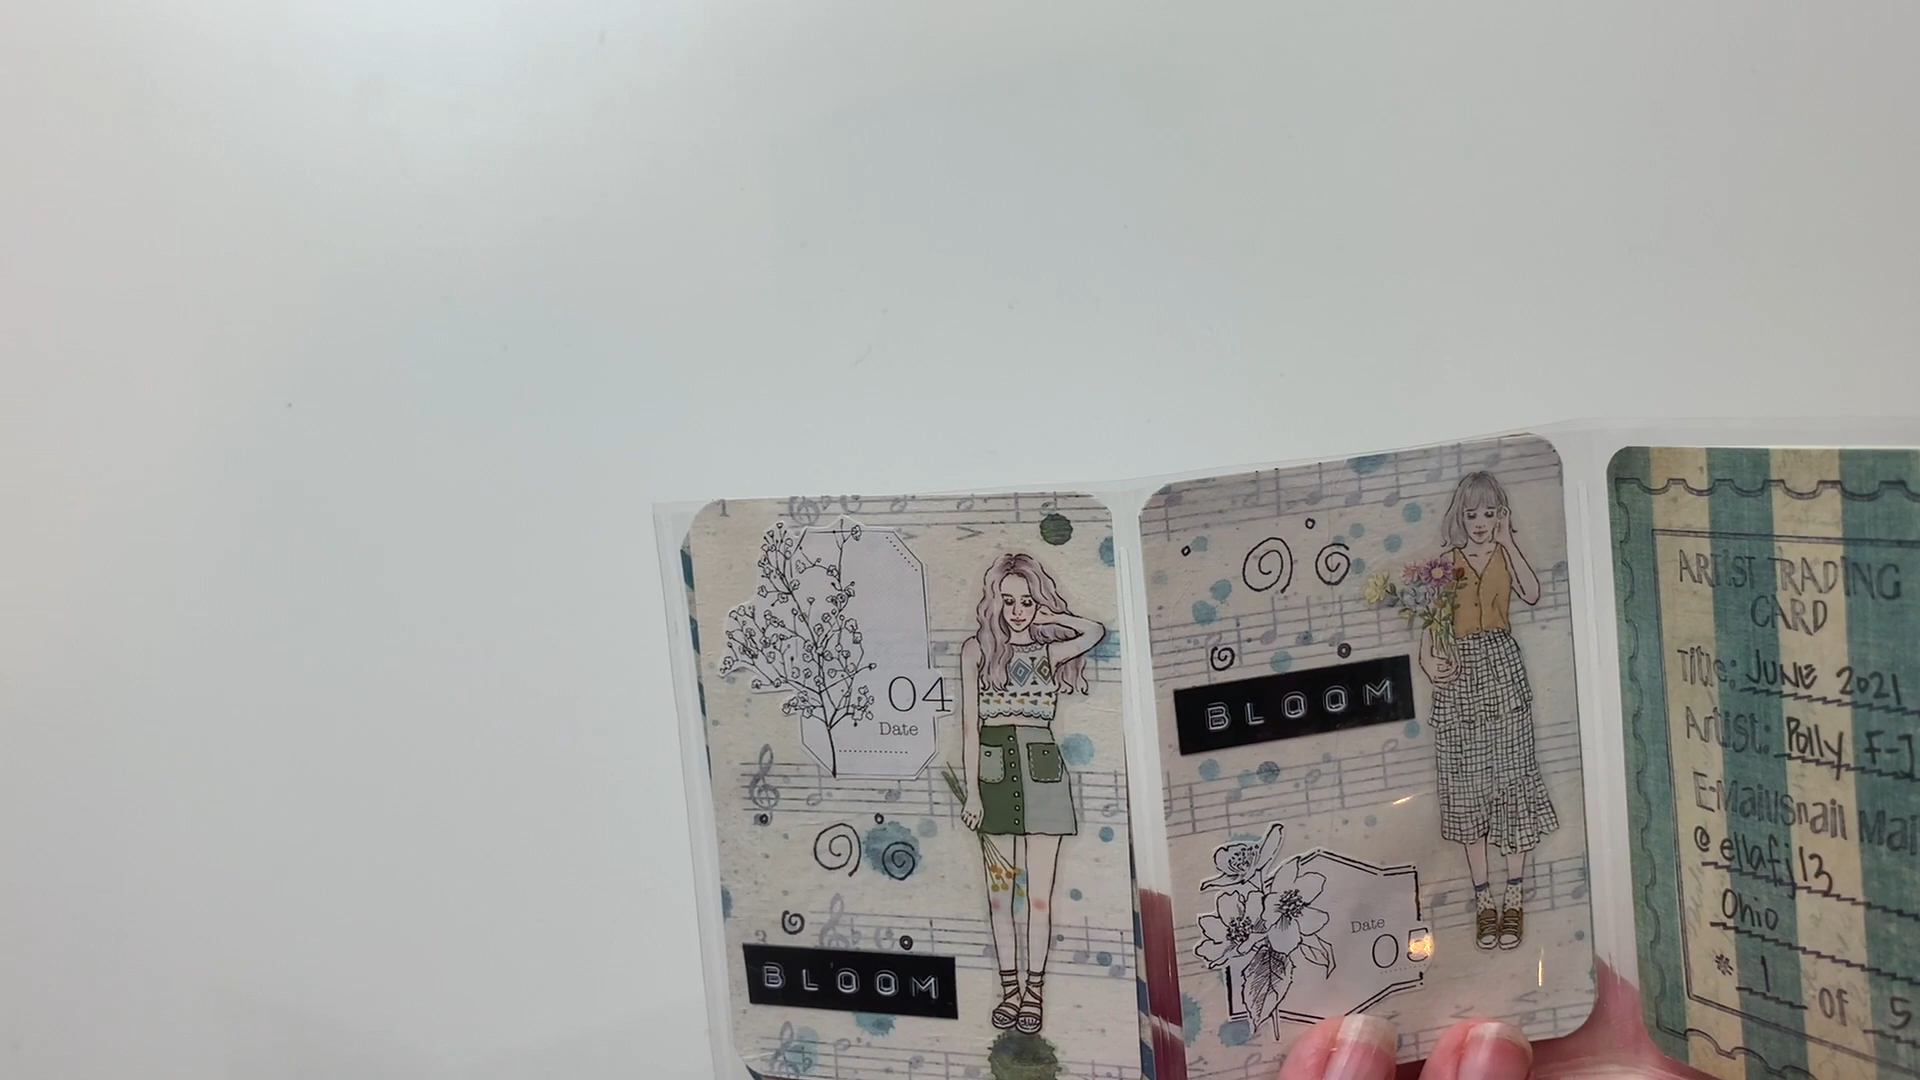 04
Date
BLOOM
BLOOM
Date
ARTIST TRADING
CARD
Title: JUNE 2021
Artist: Polly
E-Mail/Snail Mail
@ellafj13
Ohio
* 1 of 5